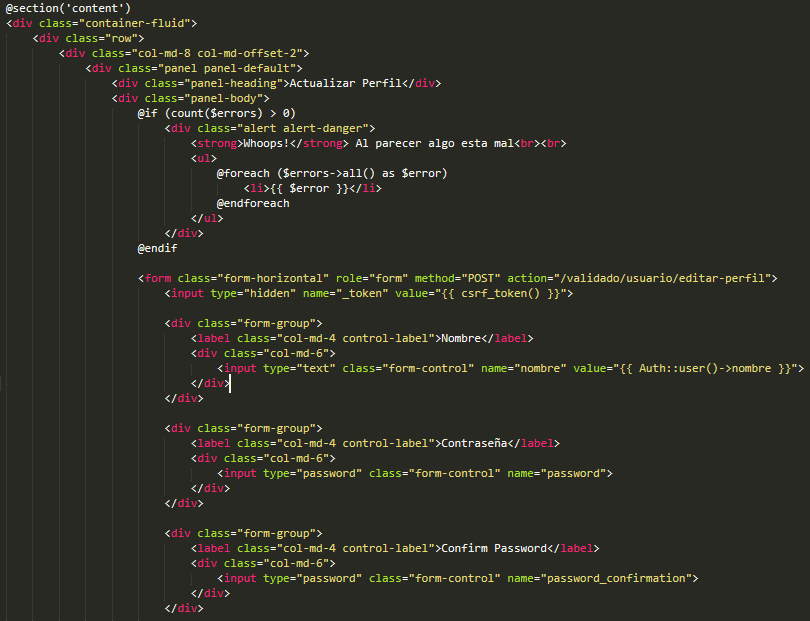 @section('content')
<div class="container-fluid">
<div class="row">
<div class="col-md-8 col-md-offset-2">
<div class="panel panel-default">
<div class="panel-heading">Actualizar Perfil</div>
<div class="panel-body">
@if (count($errors) > 0)
<div class="alert alert-danger">
<strong>Whoops!</strong> Al parecer algo esta mal<br><br>
<ul>
@foreach ($errors->all() as $error)
<li>{{ $error }}</li>
@endforeach
</ul>
</div>
@endif
<form class="form-horizontal" role="form" method="POST" action="/validado/usuario/editar-perfil">
<input type="hidden" name="_token" value="{{ csrf_token() }}">
<div class="form-group">
<label class="col-md-4 control-label">Nombre</label>
<div class="col-md-6">
<input type="text" class="form-control" name="nombre" value="{{ Auth::user()->nombre }}">
</div>
</div>
<div class="form-group">
<label class="col-md-4 control-label">Contraseña</label>
<div class="col-md-6">
<input type="password" class="form-control" name="password">
</div>
</div>
<div class="form-group">
<label class="col-md-4 control-label">Confirm Password</label>
<div class="col-md-6">
<input type="password" class="form-control" name="password_confirmation">
</div>
</div>